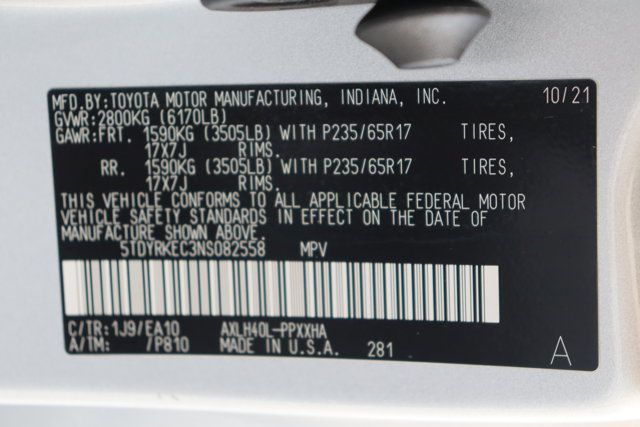 MFD.BY:TOYOTA MOTOR MANUFACTURING, INDIANA, INC. 10/21
GVWR:2800KG (6170LB)
GAWR:FRT. 1590KG (3505LB) WITH P235/65R17 TIRES,
17X7J RIMS.
RR. 1590KG (3505LB) WITH P235/65R17 TIRES,
17X7J RIMS.
THIS VEHICLE CONFORMS TO ALL APPLICABLE FEDERAL MOTOR
VEHICLE SAFETY STANDARDS IN EFFECT ON THE DATE OF
MANUFACTURE SHOWN ABOVE.
5TDYRKEC3NS082558 MPV
C/TR:1J9/EA10 AXLH40L-PPXXHA
A/TM: /P810 MADE IN U.S.A. 281
A